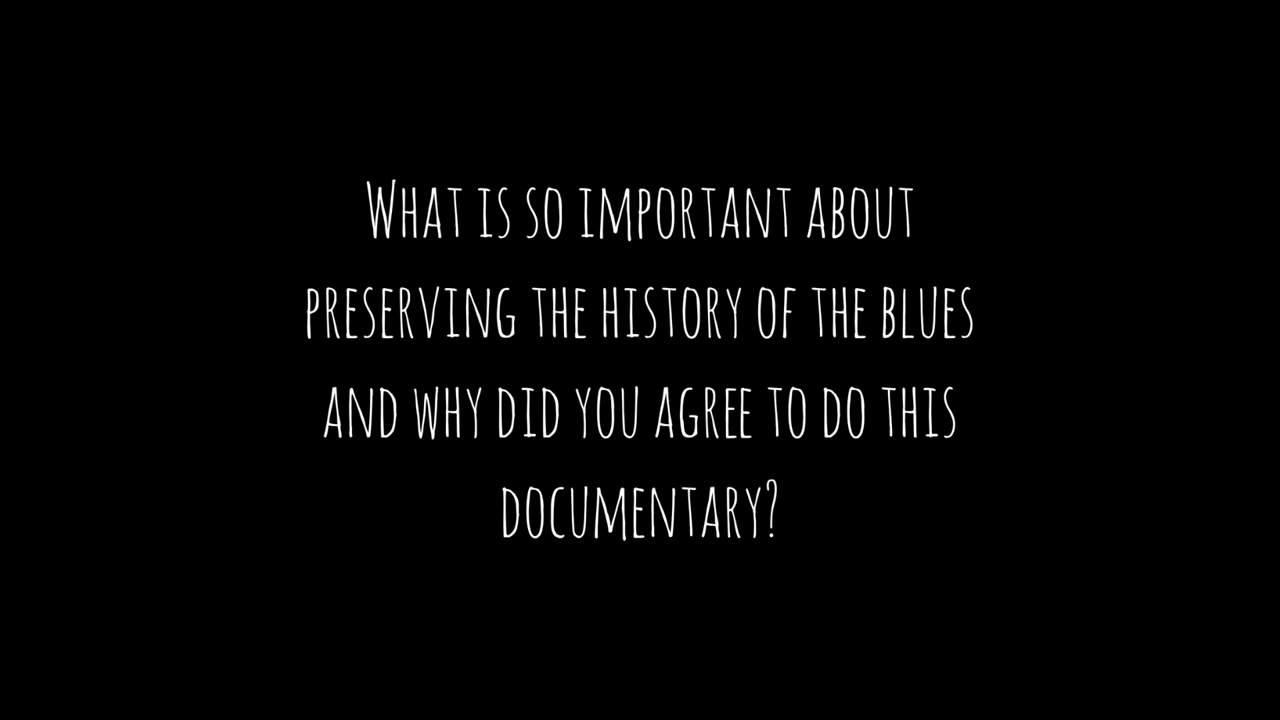 What is so important about
preserving the history of the blues
and why did you agree to do this
documentary?